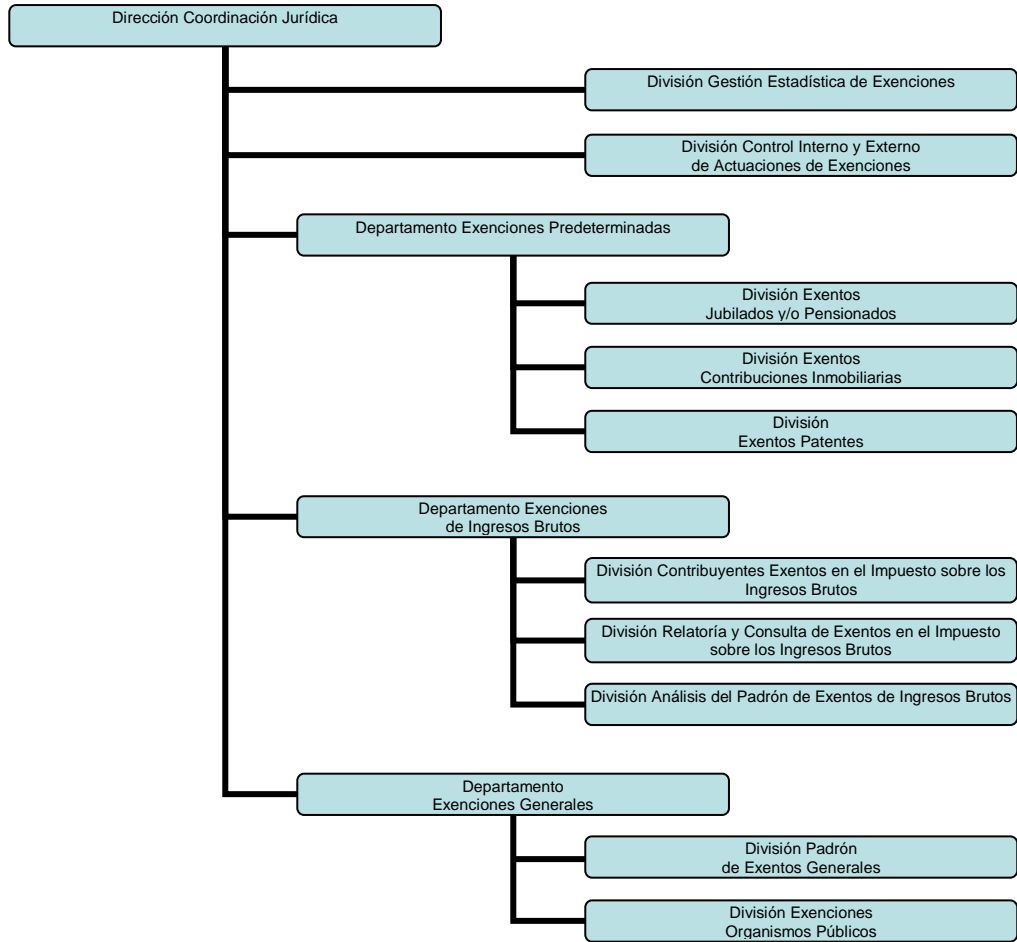 Dirección Coordinación Jurídica
División Gestión Estadística de Exenciones
División Control Interno y Externo
de Actuaciones de Exenciones
Departamento Exenciones Predeterminadas
División Exentos
Jubilados y/o Pensionados
División Exentos
Contribuciones Inmobiliarias
División
Exentos Patentes
Departamento Exenciones
de Ingresos Brutos
División Contribuyentes Exentos en el Impuesto sobre los
Ingresos Brutos
División Relatoría y Consulta de Exentos en el Impuesto
sobre los Ingresos Brutos
División Análisis del Padrón de Exentos de Ingresos Brutos
Departamento
Exenciones Generales
División Padrón
de Exentos Generales
División Exenciones
Organismos Públicos